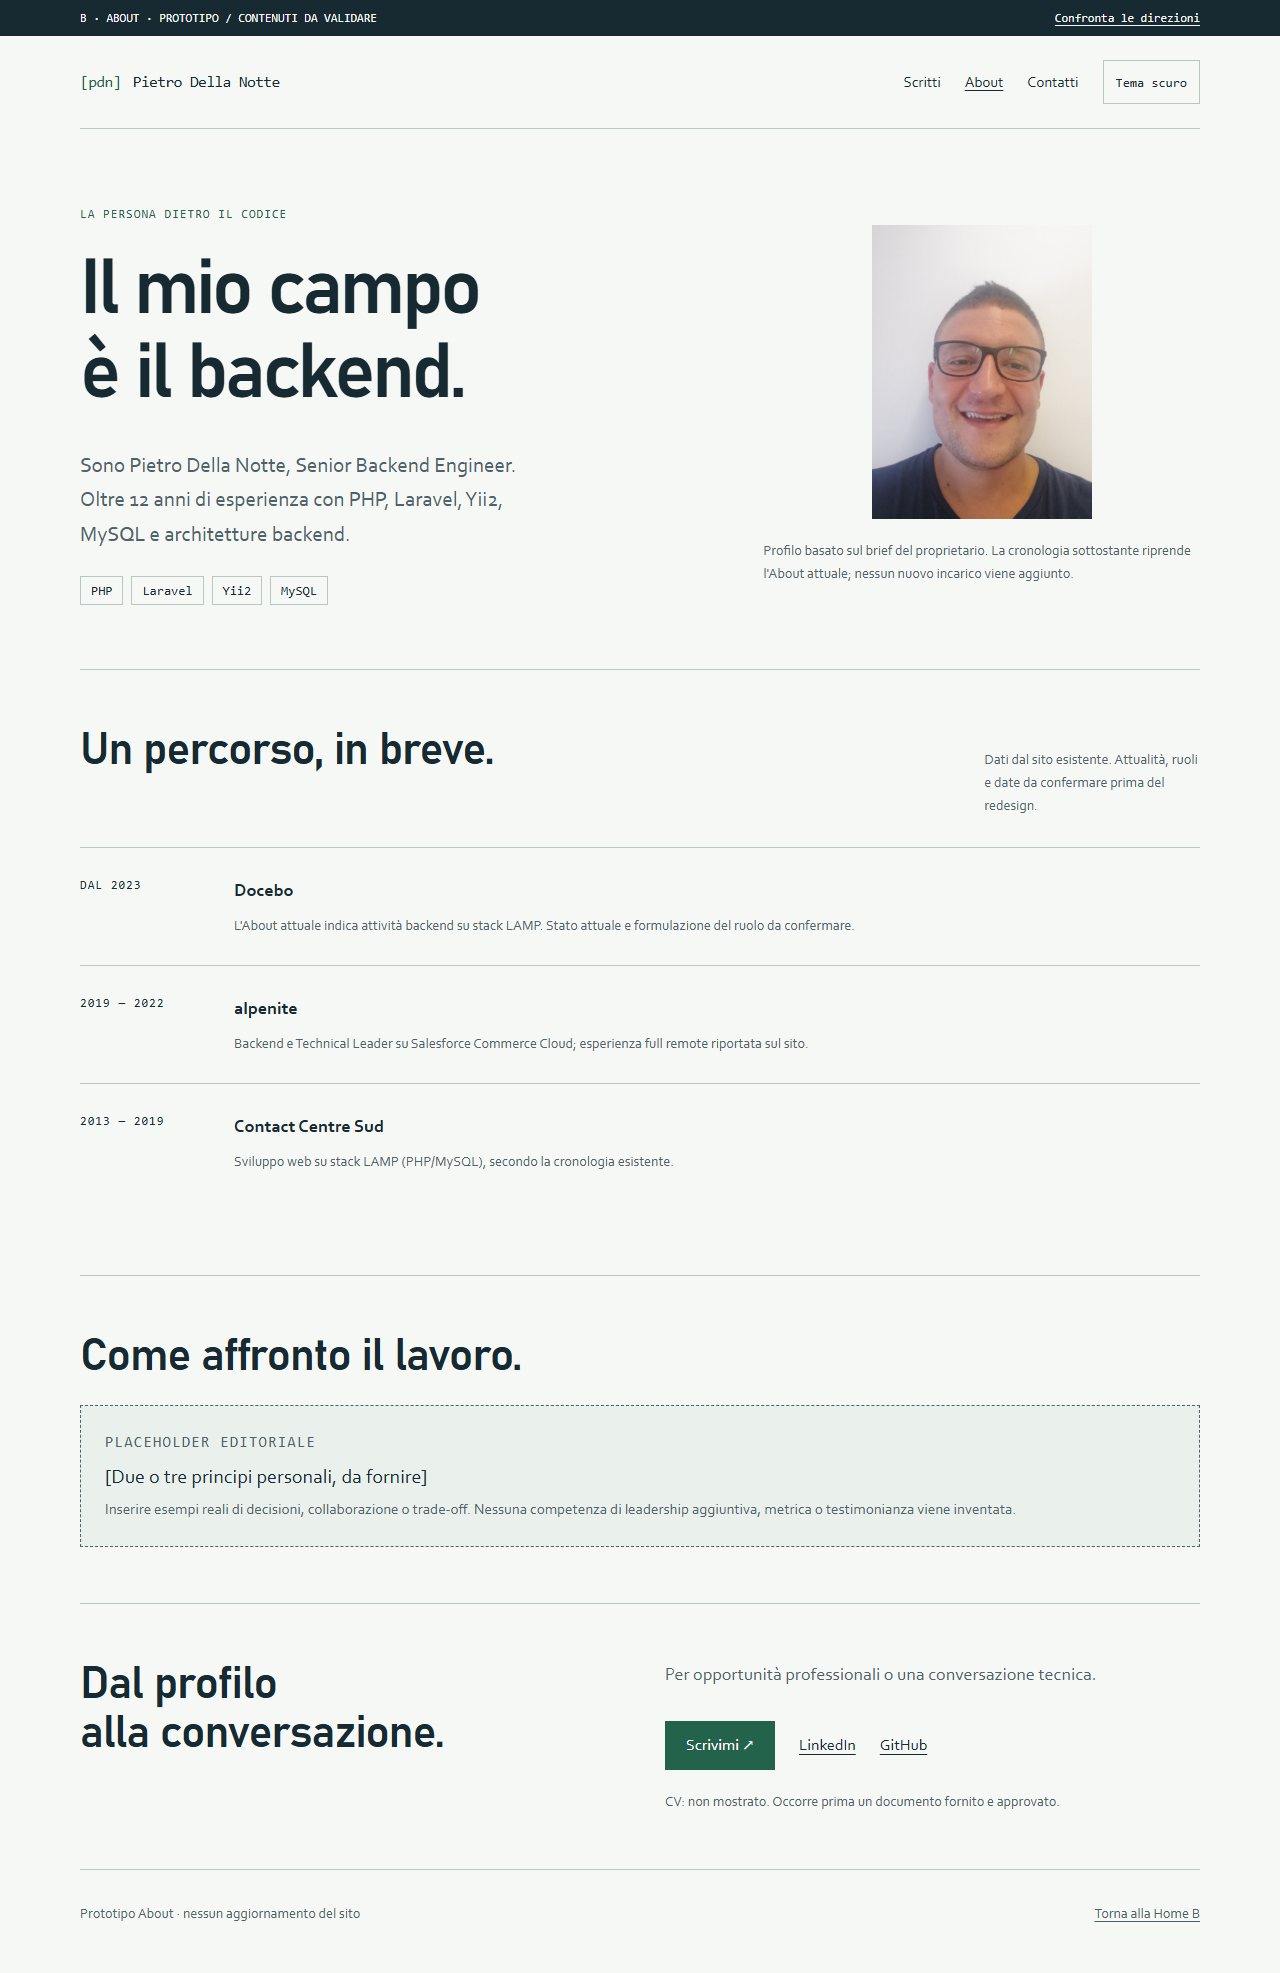 B · ABOUT · PROTOTIPO / CONTENUTI DA VALIDARE
Confronta le direzioni
[pdn] Pietro Della Notte
Scritti
About
Contatti
Tema scuro
LA PERSONA DIETRO IL CODICE
Il mio campo
è il backend.
Sono Pietro Della Notte, Senior Backend Engineer.
Oltre 12 anni di esperienza con PHP, Laravel, Yii2,
MySQL e architetture backend.
PHP
Laravel
Yii2
MySQL
Profilo basato sul brief del proprietario. La cronologia sottostante riprende
l'About attuale; nessun nuovo incarico viene aggiunto.
Un percorso, in breve.
Dati dal sito esistente. Attualità, ruoli
e date da confermare prima del
redesign.
DAL 2023
Docebo
L'About attuale indica attività backend su stack LAMP. Stato attuale e formulazione del ruolo da confermare.
2019 — 2022
alpenite
Backend e Technical Leader su Salesforce Commerce Cloud; esperienza full remote riportata sul sito.
2013 — 2019
Contact Centre Sud
Sviluppo web su stack LAMP (PHP/MySQL), secondo la cronologia esistente.
Come affronto il lavoro.
PLACEHOLDER EDITORIALE
[Due o tre principi personali, da fornire]
Inserire esempi reali di decisioni, collaborazione o trade-off. Nessuna competenza di leadership aggiuntiva, metrica o testimonianza viene inventata.
Dal profilo
alla conversazione.
Per opportunità professionali o una conversazione tecnica.
Scrivimi ↗
LinkedIn
GitHub
CV: non mostrato. Occorre prima un documento fornito e approvato.
Prototipo About · nessun aggiornamento del sito
Torna alla Home B